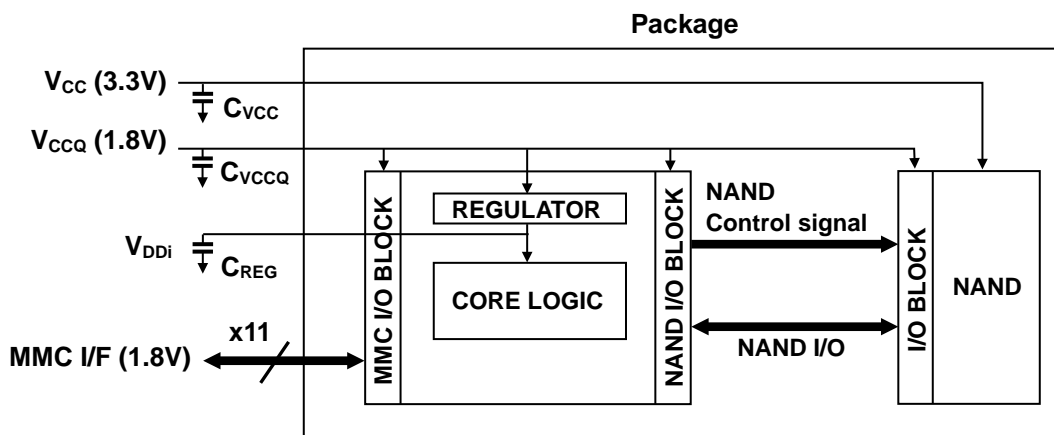 Package
VCC (3.3V)
CVCC
VCCQ (1.8V)
CVCCQ
VDDi
CREG
x11
MMC I/F (1.8V)
MMC I/O BLOCK
REGULATOR
CORE LOGIC
NAND I/O BLOCK
NAND
Control signal
NAND I/O
I/O BLOCK
NAND